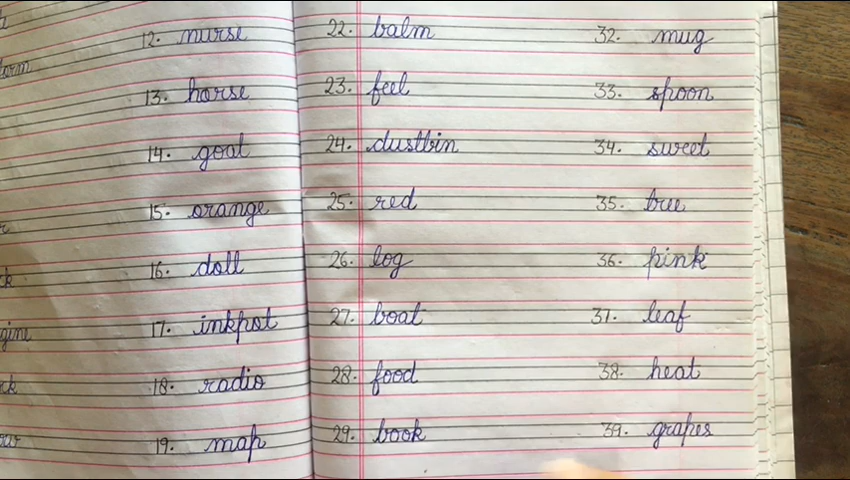 12. nurse
13. horse
14. goat
15. orange
16. doll
17. inkpot
18. radio
19. map
22. balm
23. feel
24. dustbin
25. red
26. log
27. boat
28. food
29. book
32. mug
33. spoon
34. sweet
35. tree
36. pink
37. leaf
38. heat
39. grapes